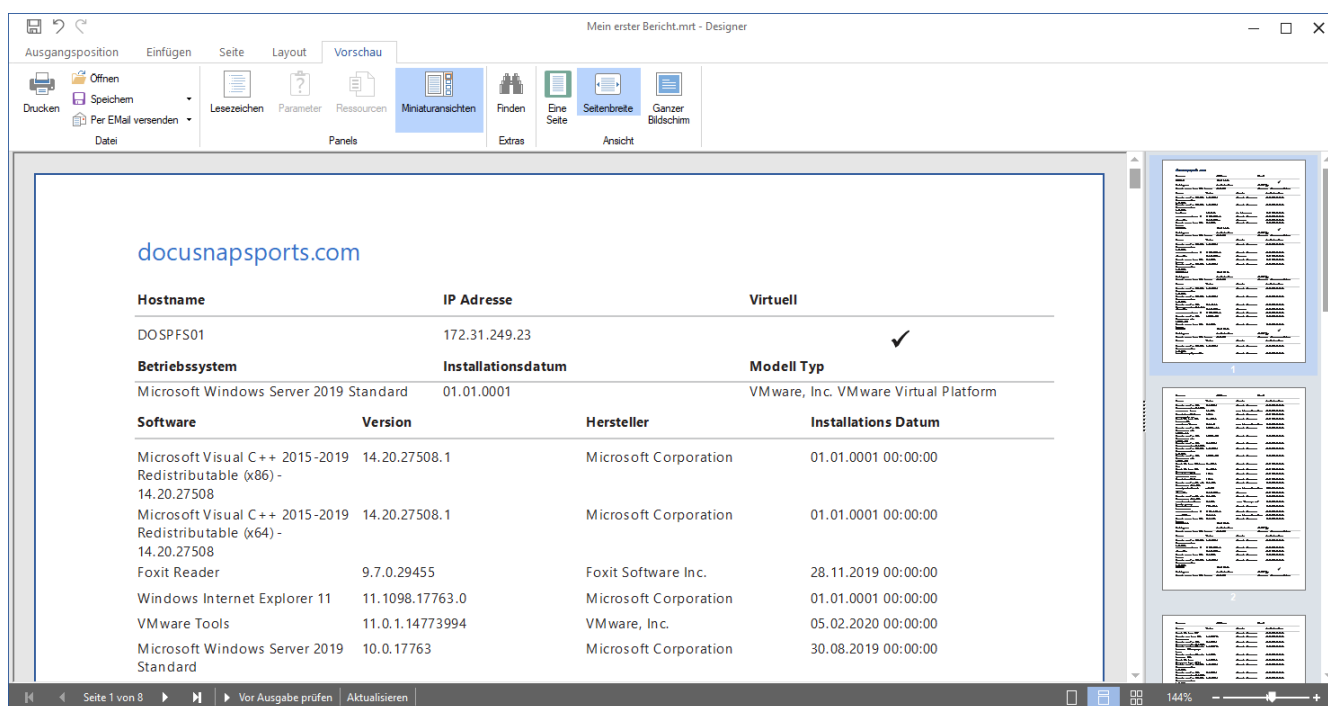 Mein erster Bericht.mrt - Designer
Ausgangsposition Einfügen Seite Layout Vorschau
Drucken
Öffnen
Speichern
Per EMail versenden
Datei
Lesezeichen Parameter Ressourcen Miniaturansichten
Panels
Finden
Extras
Eine Seite
Seitenbreite
Ganzer Bildschim
Ansicht
docusnapsports.com
Hostname IP Adresse Virtuell
DOSPFS01 172.31.249.23 ✓
Betriebssystem Installationsdatum Modell Typ
Microsoft Windows Server 2019 Standard 01.01.0001 VMware, Inc. VMware Virtual Platform
Software Version Hersteller Installations Datum
Microsoft Visual C++ 2015-2019 14.20.27508.1 Microsoft Corporation 01.01.0001 00:00:00
Redistributable (x86) -
14.20.27508
Microsoft Visual C++ 2015-2019 14.20.27508.1 Microsoft Corporation 01.01.0001 00:00:00
Redistributable (x64) -
14.20.27508
Foxit Reader 9.7.0.29455 Foxit Software Inc. 28.11.2019 00:00:00
Windows Internet Explorer 11 11.1098.17763.0 Microsoft Corporation 01.01.0001 00:00:00
VMware Tools 11.0.1.14773994 VMware, Inc. 05.02.2020 00:00:00
Microsoft Windows Server 2019 10.0.17763 Microsoft Corporation 30.08.2019 00:00:00
Standard
1
2
Seite 1 von 8 Vor Ausgabe prüfen Aktualisieren 144%